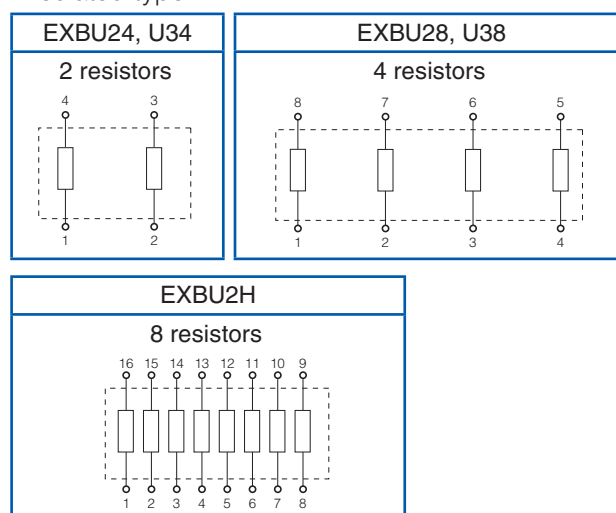 EXBU24, U34
2 resistors
4 3
1 2
EXBU28, U38
4 resistors
8 7 6 5
1 2 3 4
EXBU2H
8 resistors
16 15 14 13 12 11 10 9
1 2 3 4 5 6 7 8